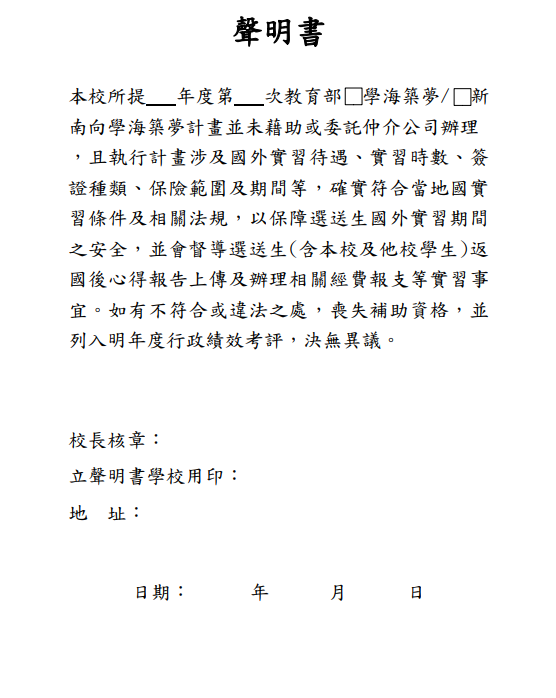 聲明書
本校所提___年度第___次教育部□學海築夢/□新
南向學海築夢計畫並未藉助或委託仲介公司辦理
，且執行計畫涉及國外實習待遇、實習時數、簽
證種類、保險範圍及期間等，確實符合當地國實
習條件及相關法規，以保障選送生國外實習期間
之安全，並會督導選送生(含本校及他校學生)返
國後心得報告上傳及辦理相關經費報支等實習事
宜。如有不符合或違法之處，喪失補助資格，並
列入明年度行政績效考評，決無異議。
校長核章：
立聲明書學校用印：
地　址：
日期：　　　年　　　月　　　日